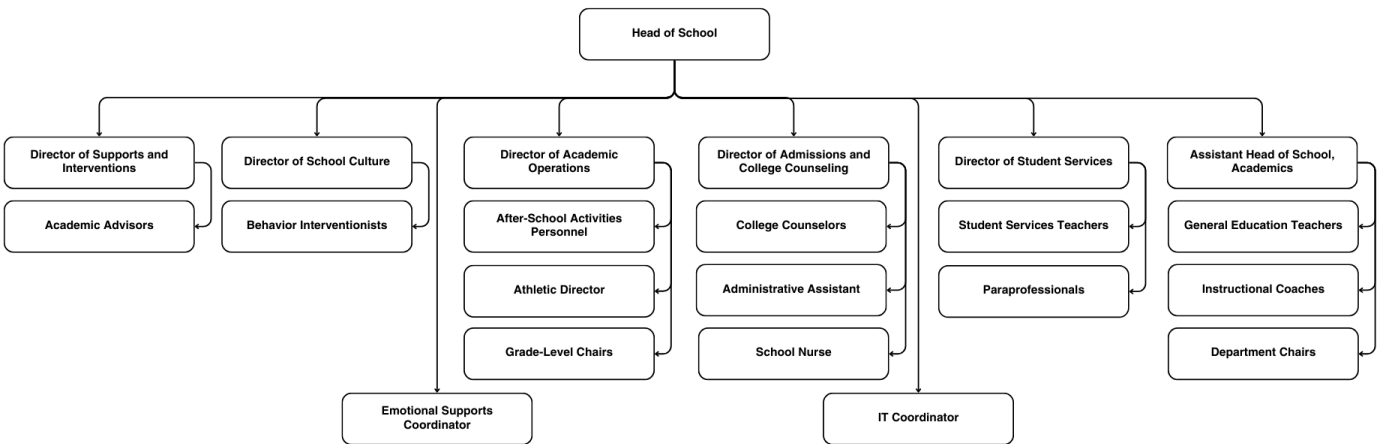 Head of School
Director of Supports and
Interventions
Director of School Culture
Director of Academic
Operations
Director of Admissions and
College Counseling
Director of Student Services
Assistant Head of School,
Academics
Academic Advisors
Behavior Interventionists
After-School Activities
Personnel
College Counselors
Student Services Teachers
General Education Teachers
Athletic Director
Administrative Assistant
Paraprofessionals
Instructional Coaches
Grade-Level Chairs
School Nurse
Department Chairs
Emotional Supports
Coordinator
IT Coordinator